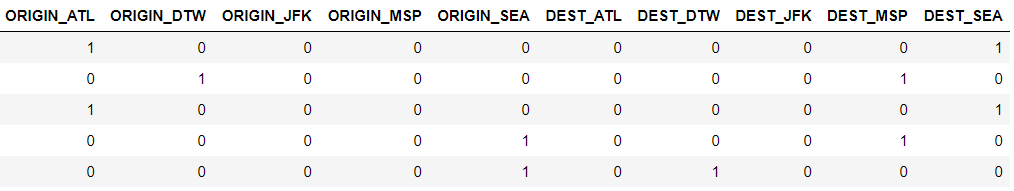 ORIGIN_ATL ORIGIN_DTW ORIGIN_JFK ORIGIN_MSP ORIGIN_SEA DEST_ATL DEST_DTW DEST_JFK DEST_MSP DEST_SEA
1 0 0 0 0 0 0 0 0 1
0 1 0 0 0 0 0 0 1 0
1 0 0 0 0 0 0 0 0 1
0 0 0 0 1 0 0 0 1 0
0 0 0 0 1 0 1 0 0 0